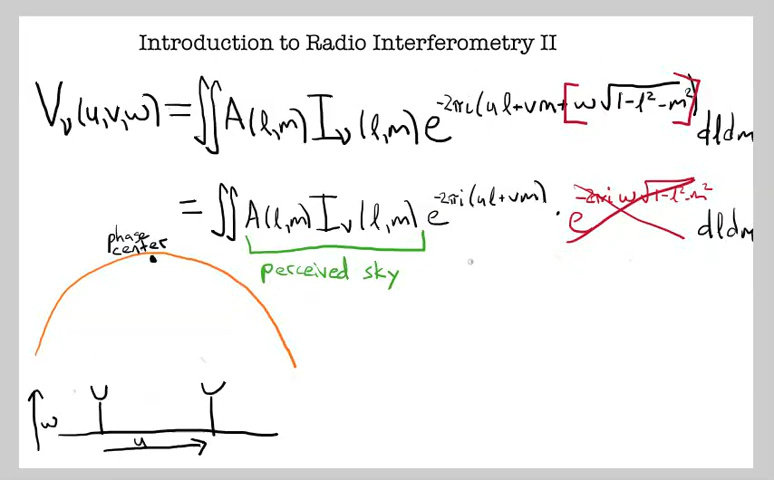 Introduction to Radio Interferometry II
V_ν(u,v,w) = ∬ A(l,m) I_ν(l,m) e^{-2πi(ul+vm+[w√(1-l²-m²)])} dldm
= ∬ A(l,m) I_ν(l,m) e^{-2πi(ul+vm)} · e^{-2πiw√(1-l²-m²)} dldm
phase
center
perceived sky
w
u